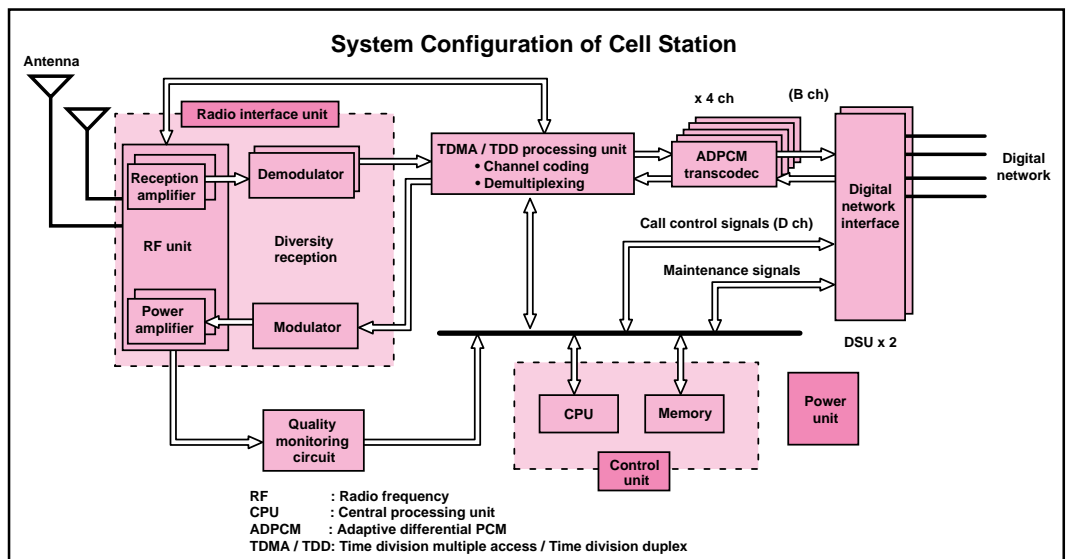 System Configuration of Cell Station
Antenna
Radio interface unit
x 4 ch
(B ch)
Reception
amplifier
Demodulator
TDMA / TDD processing unit
• Channel coding
• Demultiplexing
ADPCM
transcodec
Digital
network
interface
Digital
network
RF unit
Diversity
reception
Call control signals (D ch)
Maintenance signals
Power
amplifier
Modulator
DSU x 2
Quality
monitoring
circuit
CPU
Memory
Control
unit
Power
unit
RF : Radio frequency
CPU : Central processing unit
ADPCM : Adaptive differential PCM
TDMA / TDD: Time division multiple access / Time division duplex